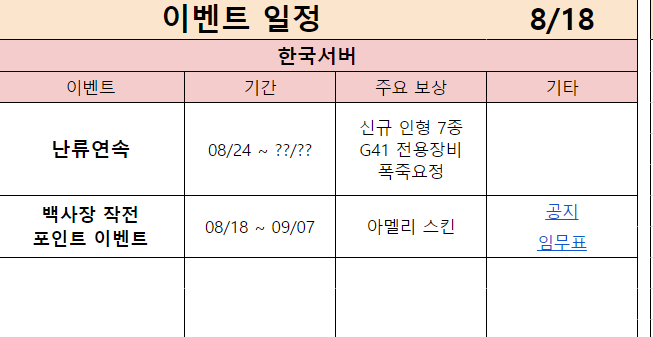 이벤트 일정 8/18
한국서버
이벤트 기간 주요 보상 기타
난류연속 08/24 ~ ??/?? 신규 인형 7종
G41 전용장비
폭죽요정
백사장 작전
포인트 이벤트 08/18 ~ 09/07 아멜리 스킨 공지
임무표